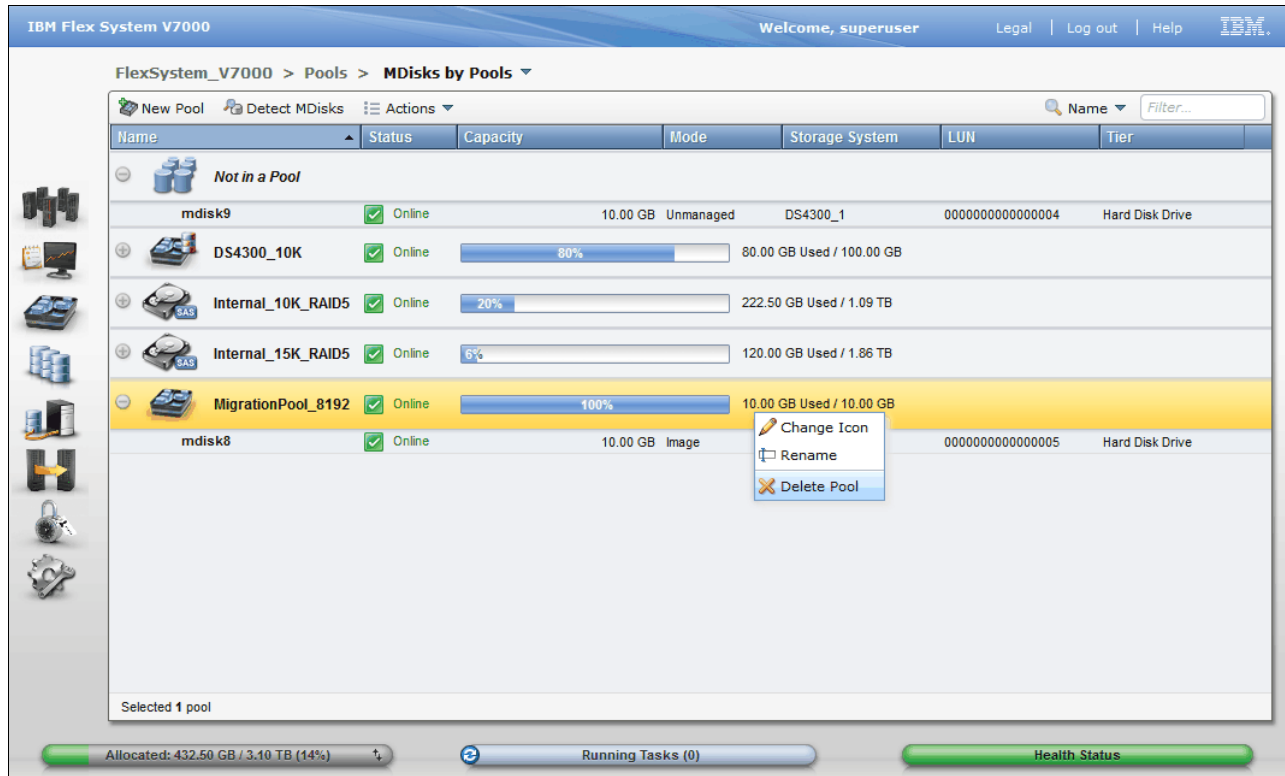 IBM Flex System V7000 Welcome, superuser Legal | Log out | Help IBM.
FlexSystem_V7000 > Pools > MDisks by Pools
New Pool Detect MDisks Actions Name Filter...
Name Status Capacity Mode Storage System LUN Tier
Not in a Pool
mdisk9 Online 10.00 GB Unmanaged DS4300_1 0000000000000004 Hard Disk Drive
DS4300_10K Online 80% 80.00 GB Used / 100.00 GB
SAS Internal_10K_RAID5 Online 20% 222.50 GB Used / 1.09 TB
SAS Internal_15K_RAID5 Online 6% 120.00 GB Used / 1.86 TB
MigrationPool_8192 Online 100% 10.00 GB Used / 10.00 GB
Change Icon
mdisk8 Online 10.00 GB Image 0000000000000005 Hard Disk Drive
Rename
Delete Pool
Selected 1 pool
Allocated: 432.50 GB / 3.10 TB (14%) Running Tasks (0) Health Status